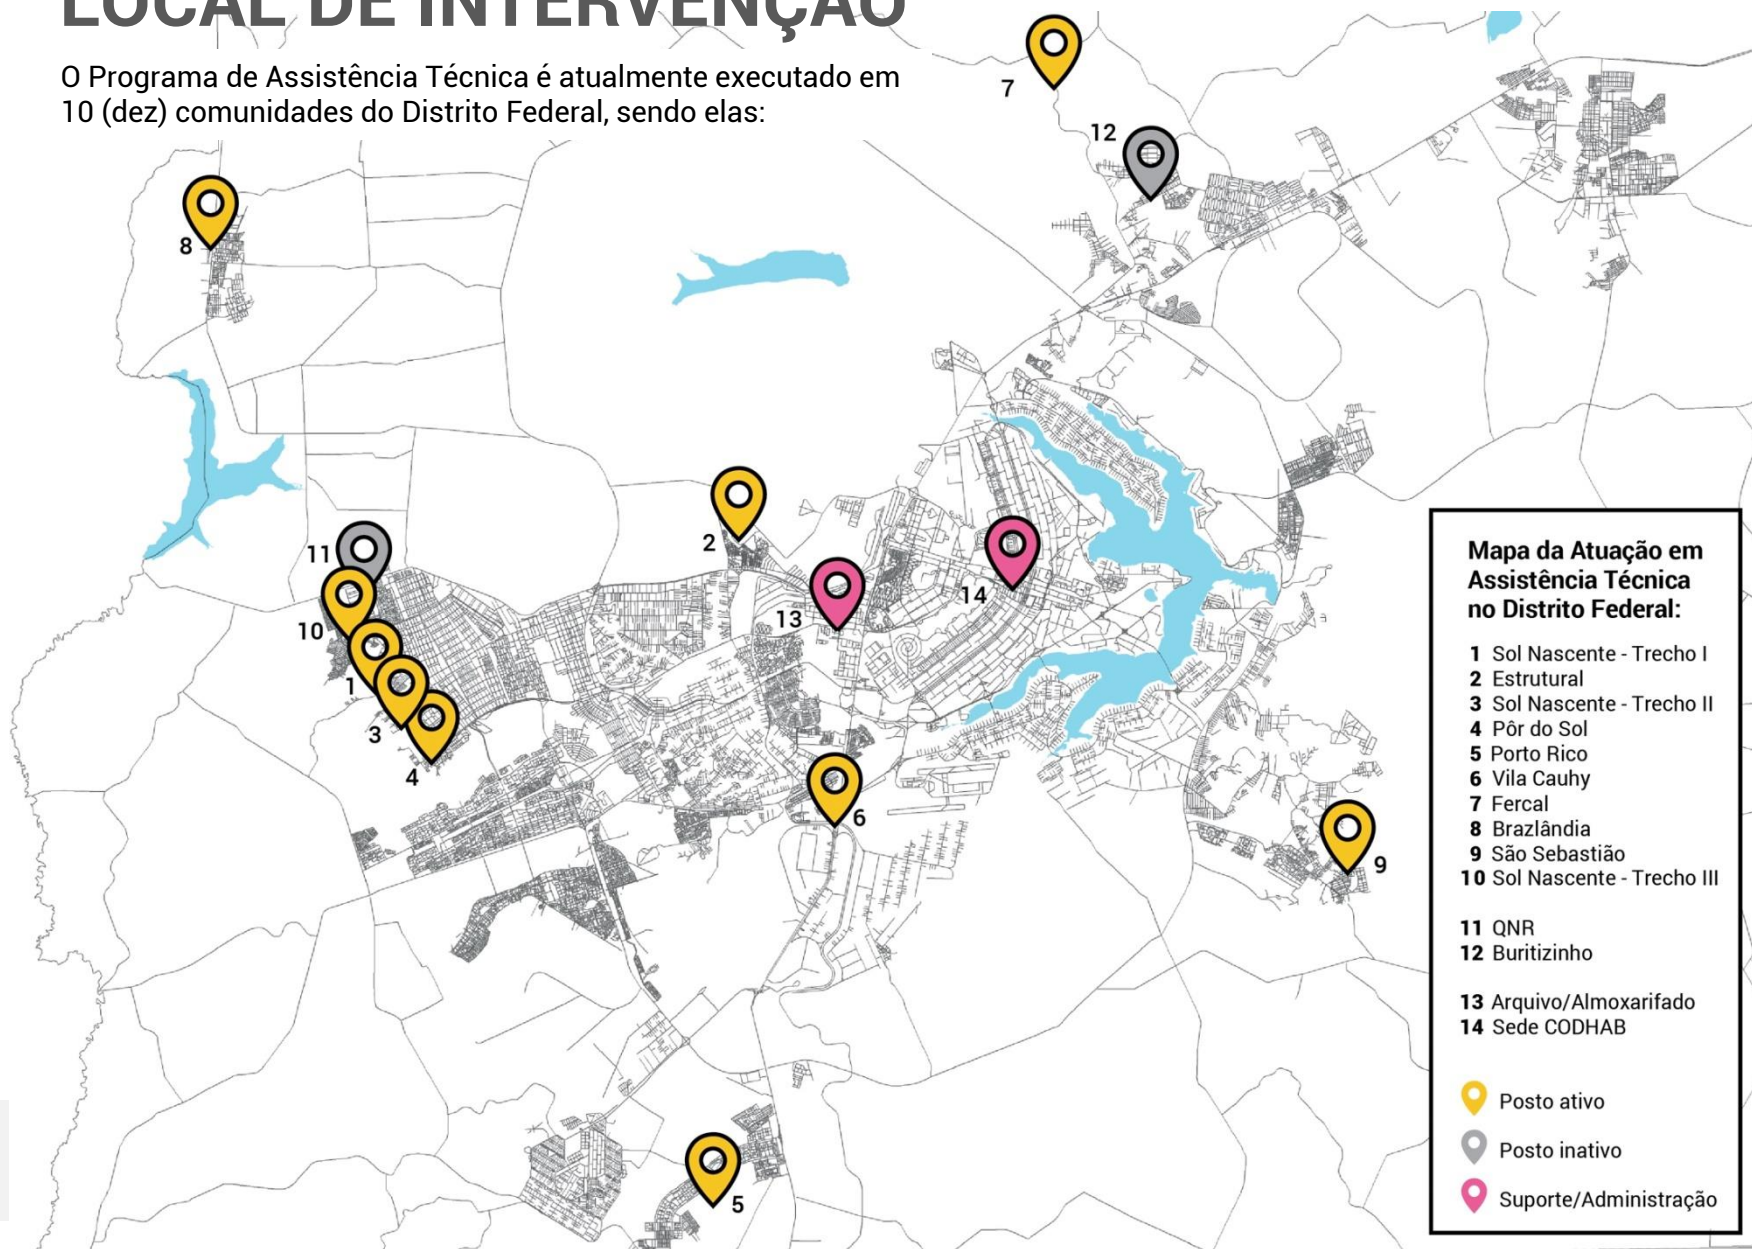 LOCAL DE INTERVENÇÃO
O Programa de Assistência Técnica é atualmente executado em
10 (dez) comunidades do Distrito Federal, sendo elas:
7
12
8
2
11
14
13
10
1
3
4
6
9
5
Mapa da Atuação em
Assistência Técnica
no Distrito Federal:
1 Sol Nascente - Trecho I
2 Estrutural
3 Sol Nascente - Trecho II
4 Pôr do Sol
5 Porto Rico
6 Vila Cauhy
7 Fercal
8 Brazlândia
9 São Sebastião
10 Sol Nascente - Trecho III
11 QNR
12 Buritizinho
13 Arquivo/Almoxarifado
14 Sede CODHAB
Posto ativo
Posto inativo
Suporte/Administração